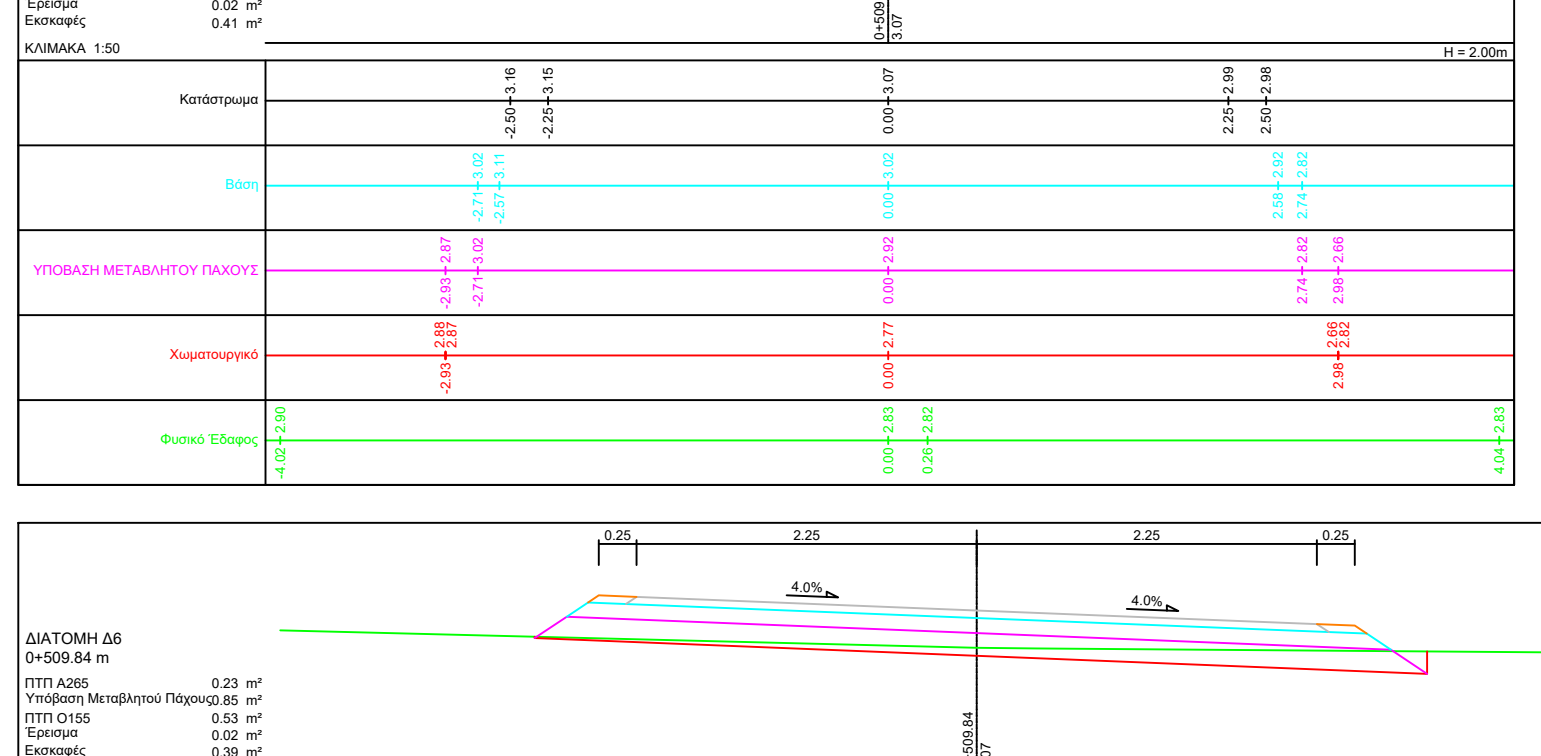 Έρεισμα 0.02 m²
Εκσκαφές 0.41 m²
0+509
3.07
ΚΛΙΜΑΚΑ 1:50
H = 2.00m
Κατάστρωμα
-2.50 3.16
-2.25 3.15
0.00 3.07
2.25 2.99
2.50 2.98
Βάση
-2.71 3.02
-2.57 3.11
0.00 3.02
2.58 2.92
2.74 2.82
ΥΠΟΒΑΣΗ ΜΕΤΑΒΛΗΤΟΥ ΠΑΧΟΥΣ
-2.93 2.87
-2.71 3.02
0.00 2.92
2.74 2.82
2.98 2.66
Χωματουργικό
-2.93 2.88
2.87
0.00 2.77
2.98 2.66
2.82
Φυσικό Έδαφος
-4.02 2.90
0.00 2.83
0.26 2.82
4.04 2.83
0.25 2.25 2.25 0.25
4.0% 4.0%
ΔΙΑΤΟΜΗ Δ6
0+509.84 m
ΠΤΠ Α265 0.23 m²
Υπόβαση Μεταβλητού Πάχους 0.85 m²
ΠΤΠ Ο155 0.53 m²
Έρεισμα 0.02 m²
Εκσκαφές 0.39 m²
509.84
07